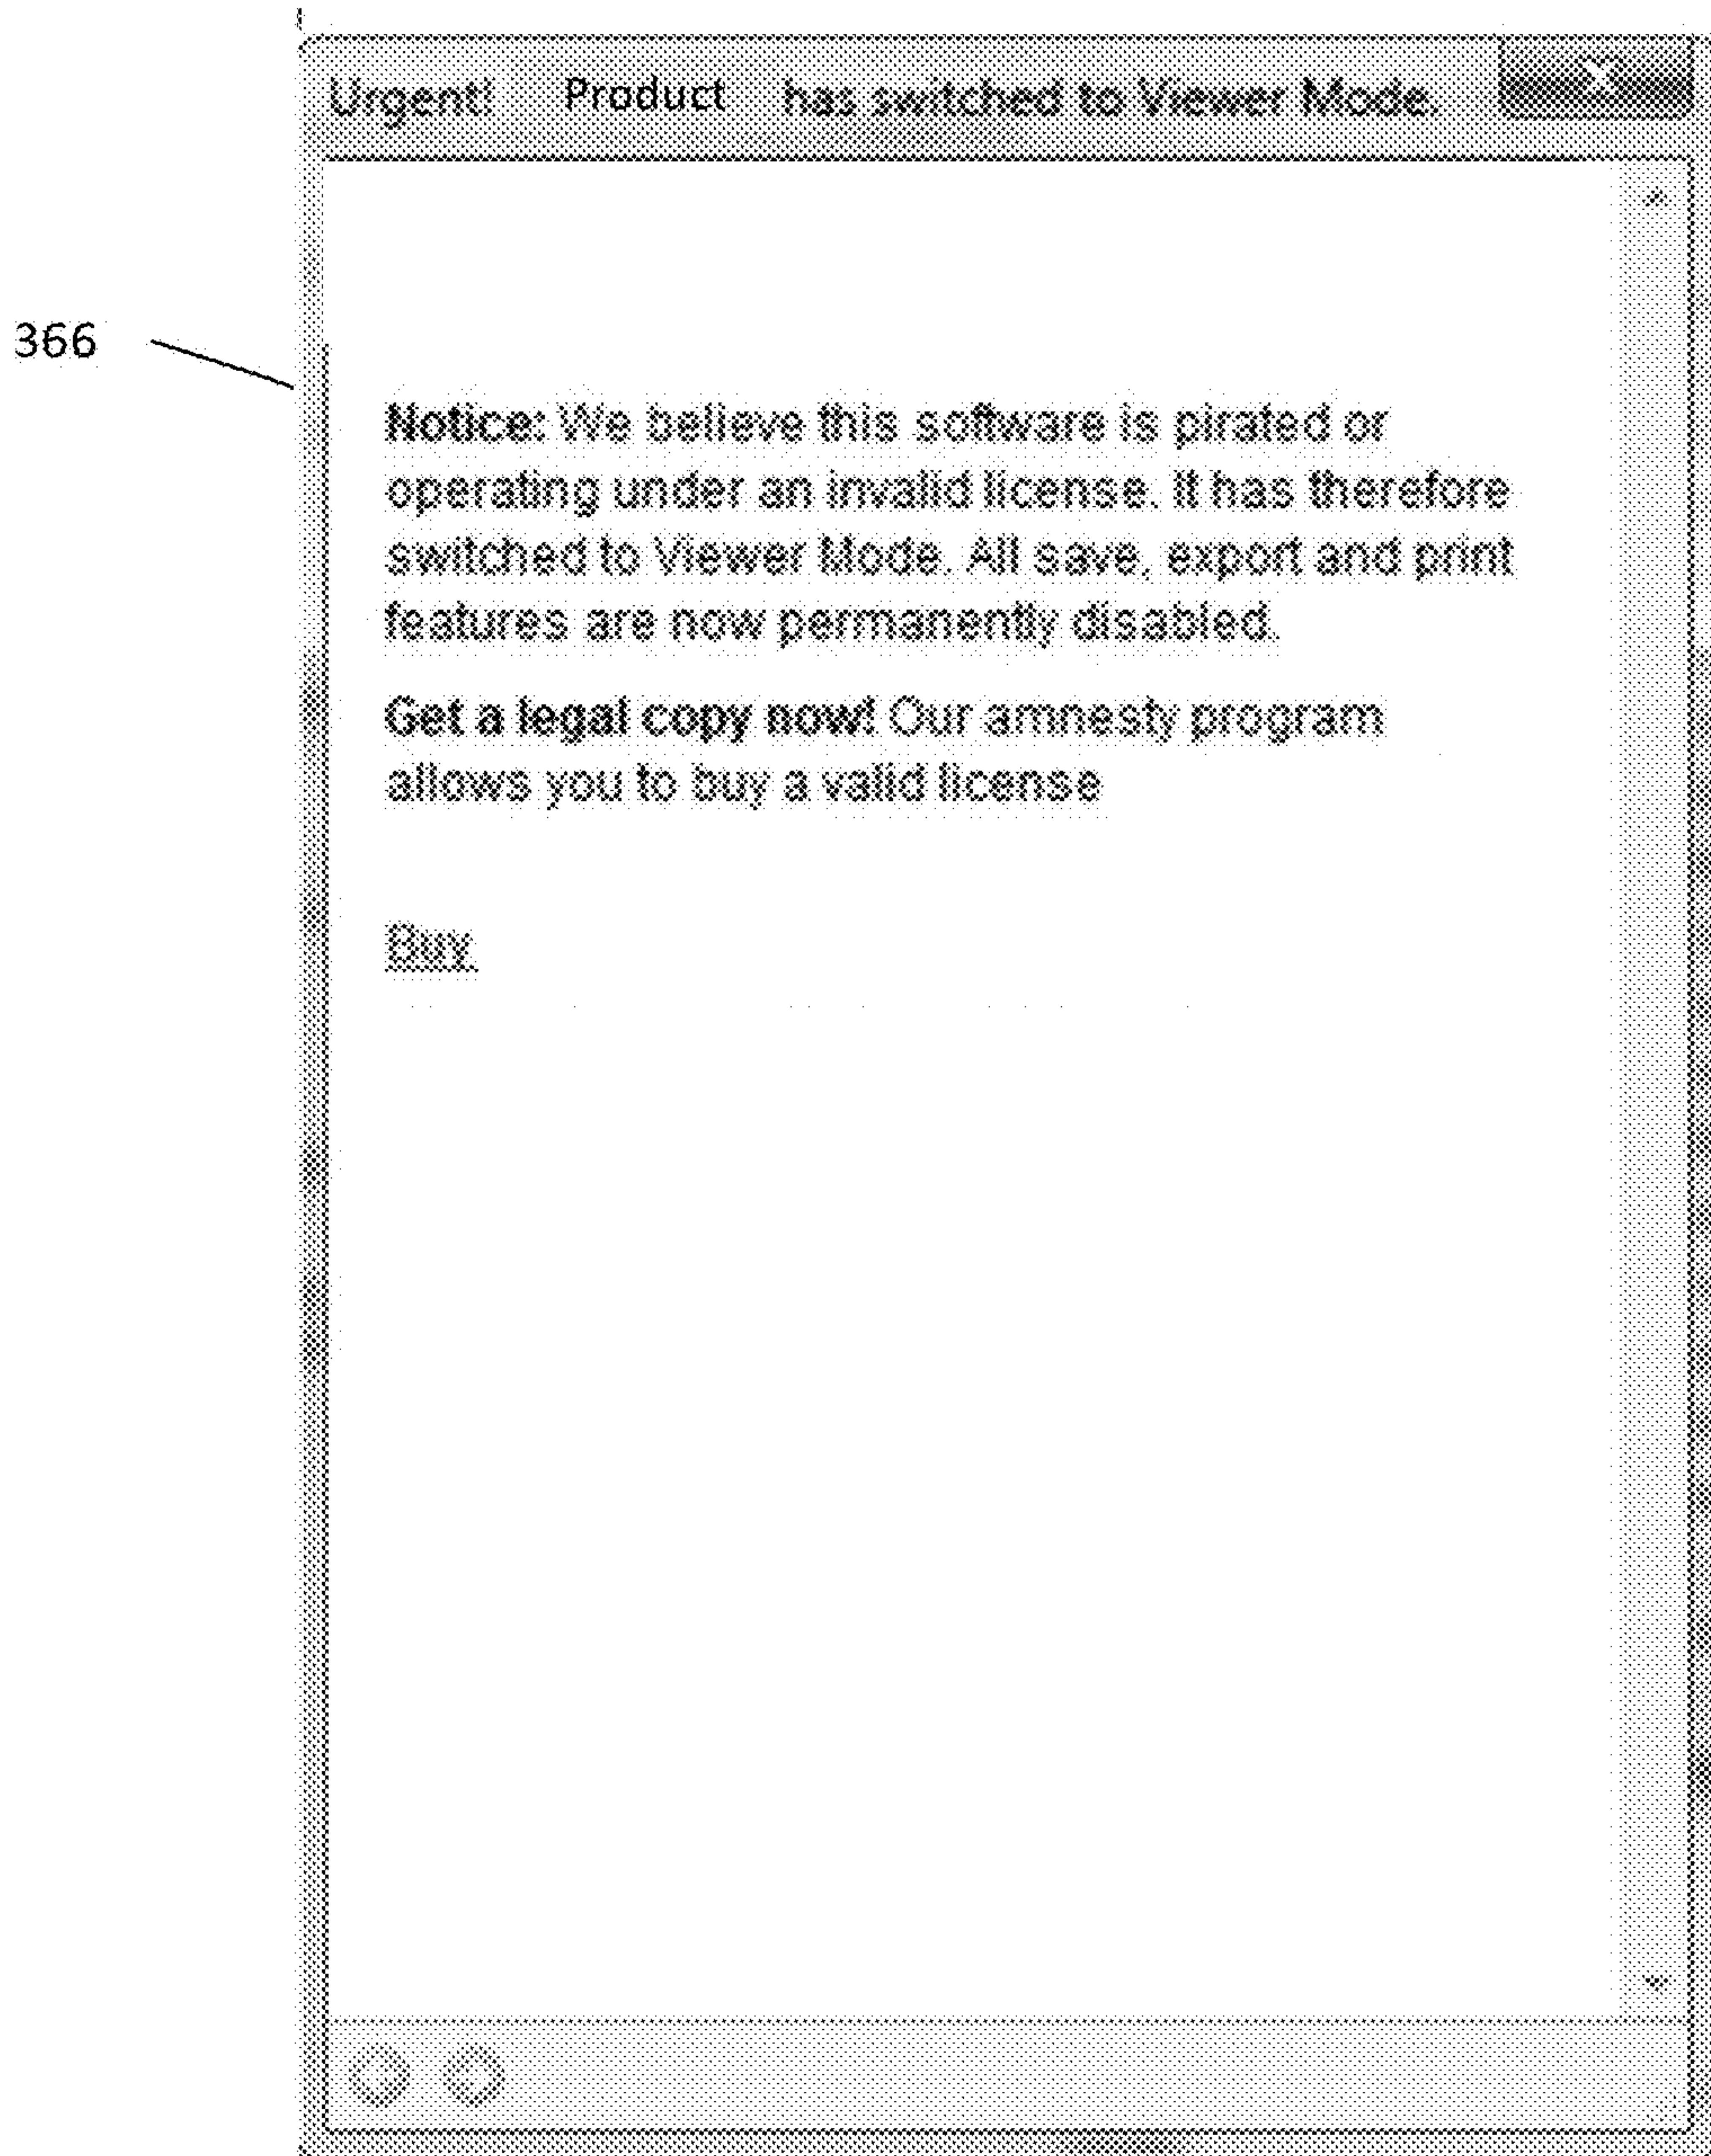 Urgent! Product has switched to Viewer Mode.
366
Notice: We believe this software is pirated or
operating under an invalid license. It has therefore
switched to Viewer Mode. All save, export and print
features are now permanently disabled.
Get a legal copy now! Our amnesty program
allows you to buy a valid license
Buy